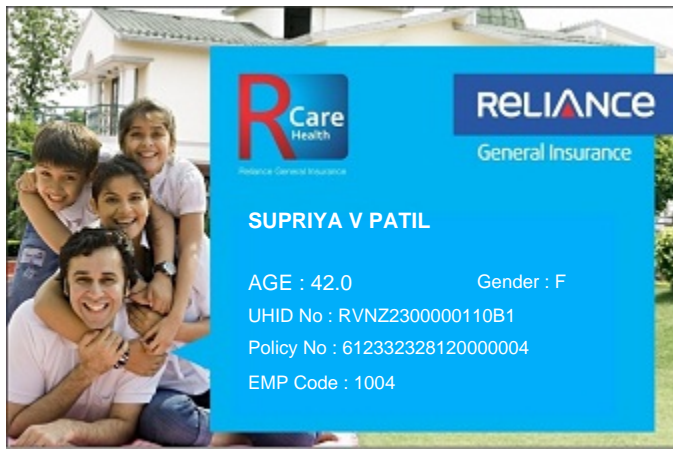 RCare
Health
Reliance General Insurance
RELIANCE
General Insurance
SUPRIYA V PATIL
AGE : 42.0 Gender : F
UHID No : RVNZ2300000110B1
Policy No : 612332328120000004
EMP Code : 1004